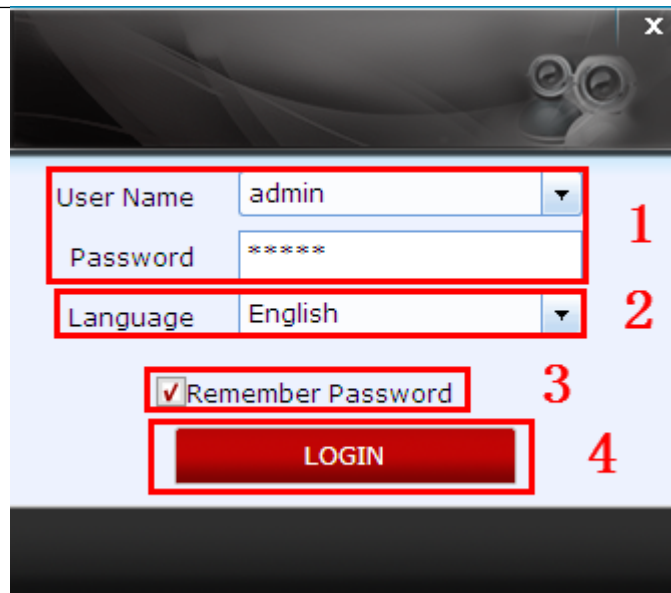 X
User Name admin
1
Password *****
Language English 2
Remember Password 3
LOGIN 4